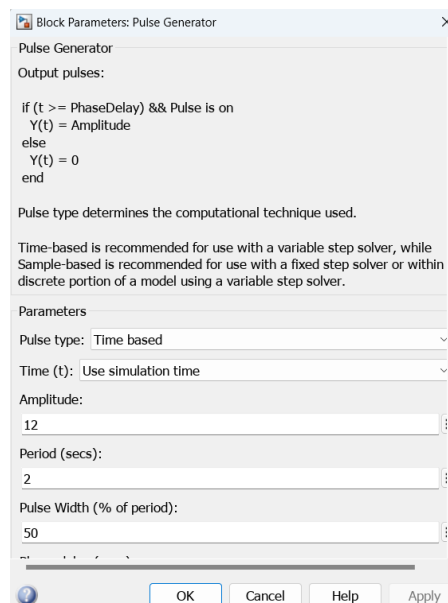 Block Parameters: Pulse Generator
Pulse Generator
Output pulses:
if (t >= PhaseDelay) && Pulse is on
Y(t) = Amplitude
else
Y(t) = 0
end
Pulse type determines the computational technique used.
Time-based is recommended for use with a variable step solver, while
Sample-based is recommended for use with a fixed step solver or within a
discrete portion of a model using a variable step solver.
Parameters
Pulse type: Time based
Time (t): Use simulation time
Amplitude:
12
Period (secs):
2
Pulse Width (% of period):
50
OK Cancel Help Apply